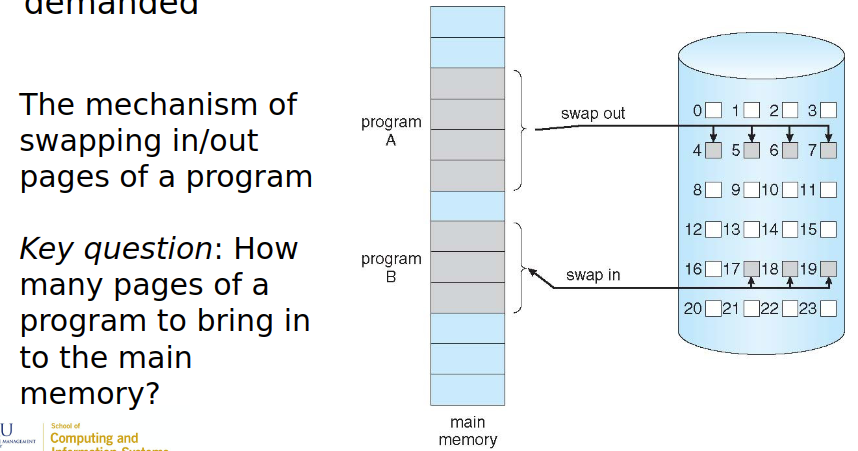 demanded
The mechanism of
swapping in/out
pages of a program
Key question: How
many pages of a
program to bring in
to the main
memory?
program
A
program
B
main
memory
swap out
swap in
0 1 2 3
4 5 6 7
8 9 10 11
12 13 14 15
16 17 18 19
20 21 22 23
U
MANAGEMENT
School of
Computing and
Information Systems